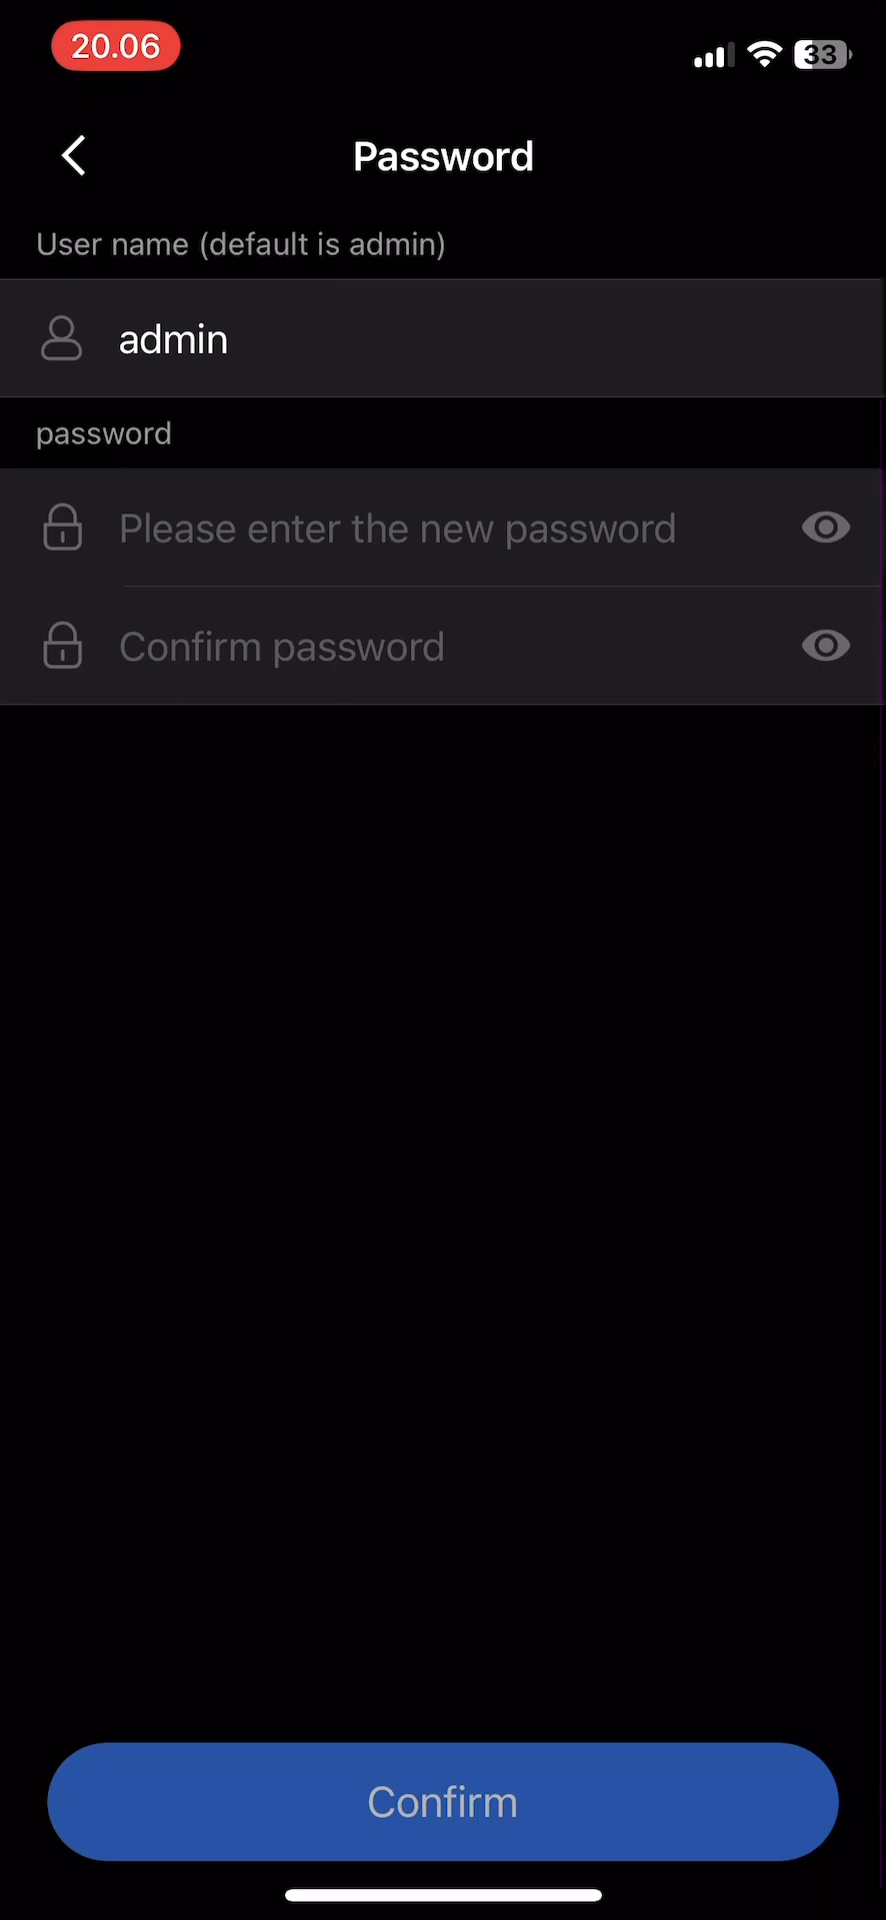 20.06
33
Password
User name (default is admin)
admin
password
Please enter the new password
Confirm password
Confirm